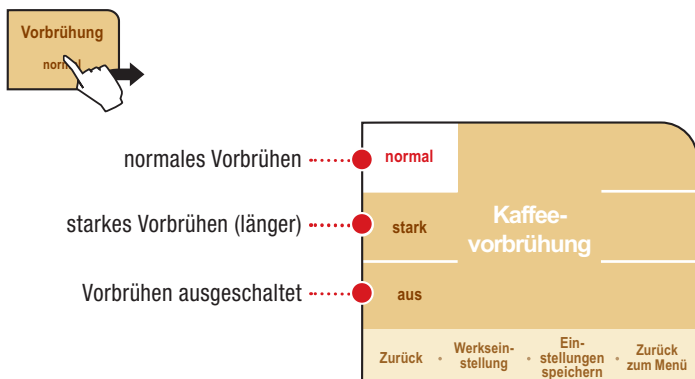 Vorbrühung
normal
normales Vorbrühen
normal
starkes Vorbrühen (länger)
stark
Kaffee-
vorbrühung
Vorbrühen ausgeschaltet
aus
Zurück
Werksein-
stellung
Ein-
stellungen
speichern
Zurück
zum Menü